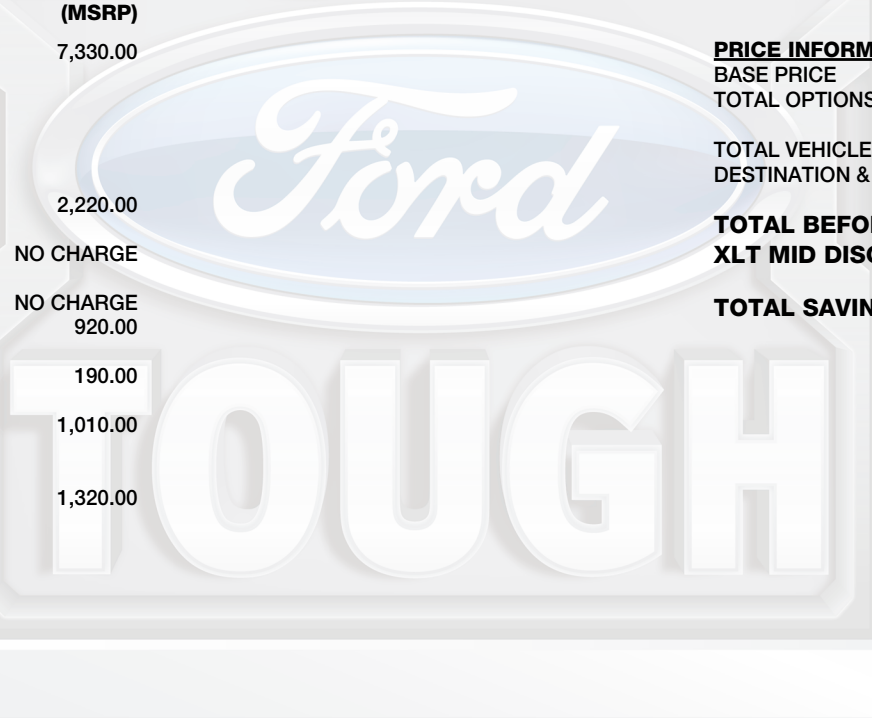 (MSRP)
7,330.00
2,220.00
NO CHARGE
NO CHARGE
920.00
190.00
1,010.00
1,320.00
PRICE INFORM
BASE PRICE
TOTAL OPTIONS
TOTAL VEHICLE
DESTINATION &
TOTAL BEFO
XLT MID DISC
TOTAL SAVIN
Ford
TOUGH